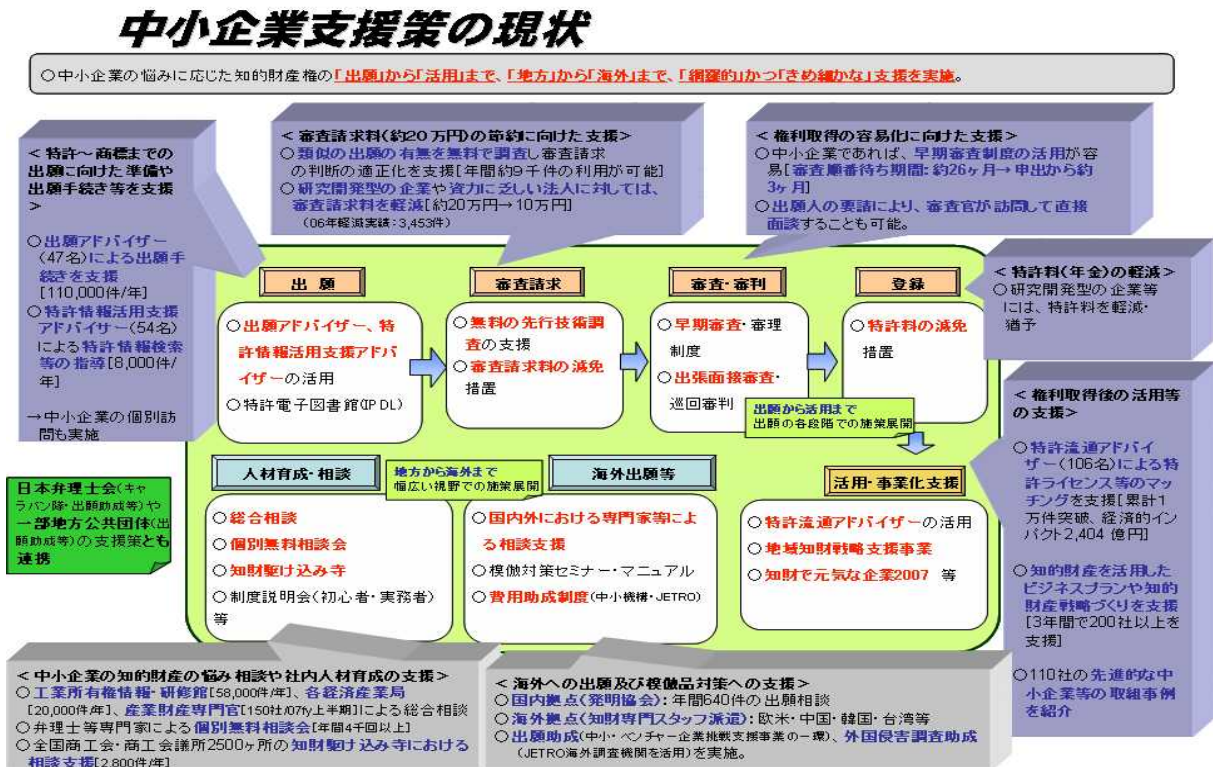 中小企業支援策の現状
○中小企業の悩みに応じた知的財産権の「出願」から「活用」まで、「地方」から「海外」まで、「網羅的」かつ「きめ細かな」支援を実施。
＜特許～商標までの
出願に向けた準備や
出願手続き等を支援
＞
○出願アドバイザー
(47名)による出願手
続きを支援
[110,000件/年]
○特許情報活用支援
アドバイザー(54名)
による特許情報検索
等の指導[8,000件/
年]
→中小企業の個別訪
問も実施
＜審査請求料(約20万円)の節約に向けた支援＞
○類似の出願の有無を無料で調査し審査請求
の判断の適正化を支援[年間約9千件の利用が可能]
○研究開発型の企業や資力に乏しい法人に対しては、
審査請求料を軽減[約20万円→10万円]
(06年軽減実績：3,453件)
＜権利取得の容易化に向けた支援＞
○中小企業であれば、早期審査制度の活用が容
易[審査順番待ち期間：約26ヶ月→申出から約
3ヶ月]
○出願人の要請により、審査官が訪問して直接
面談することも可能。
＜特許料(年金)の軽減＞
○研究開発型の企業等
には、特許料を軽減・
猶予
出願
○出願アドバイザー、特
許情報活用支援アドバ
イザーの活用
○特許電子図書館(IPDL)
審査請求
○無料の先行技術調
査の支援
○審査請求料の減免
措置
審査・審判
○早期審査・審理
制度
○出張面接審査・
巡回審判
登録
○特許料の減免
措置
出願から活用まで
出願の各段階での施策展開
＜権利取得後の活用等
の支援＞
○特許流通アドバイ
ザー(106名)による特
許ライセンス等のマッ
チングを支援[累計1
万件突破、経済的イン
パクト2,404億円]
○知的財産を活用した
ビジネスプランや知的
財産戦略づくりを支援
[3年間で200社以上を
支援]
○110社の先進的な中
小企業等の取組事例
を紹介
日本弁理士会(キャ
ラバン隊・出願助成等)や
一部地方公共団体(出
願助成等)の支援策とも
連携
人材育成・相談
○総合相談
○個別無料相談会
○知財駆け込み寺
○制度説明会(初心者・実務者)
等
地方から海外まで
幅広い視野での施策展開
海外出願等
○国内外における専門家等によ
る相談支援
○模倣対策セミナー・マニュアル
○費用助成制度(中小機構・JETRO)
活用・事業化支援
○特許流通アドバイザーの活用
○地域知財戦略支援事業
○知財で元気な企業2007 等
＜中小企業の知的財産の悩み相談や社内人材育成の支援＞
○工業所有権情報・研修館[58,000件/年]、各経済産業局
[20,000件/年]、産業財産専門官[150社/07fy上半期]による総合相談
○弁理士等専門家による個別無料相談会[年間4千回以上]
○全国商工会・商工会議所2500ヶ所の知財駆け込み寺における
相談支援[2,800件/年]
＜海外への出願及び模倣品対策への支援＞
○国内拠点(発明協会)：年間640件の出願相談
○海外拠点(知財専門スタッフ派遣)：欧米・中国・韓国・台湾等
○出願助成(中小・ベンチャー企業挑戦支援事業の一環)、外国侵害調査助成
(JETRO海外調査機関を活用)を実施。